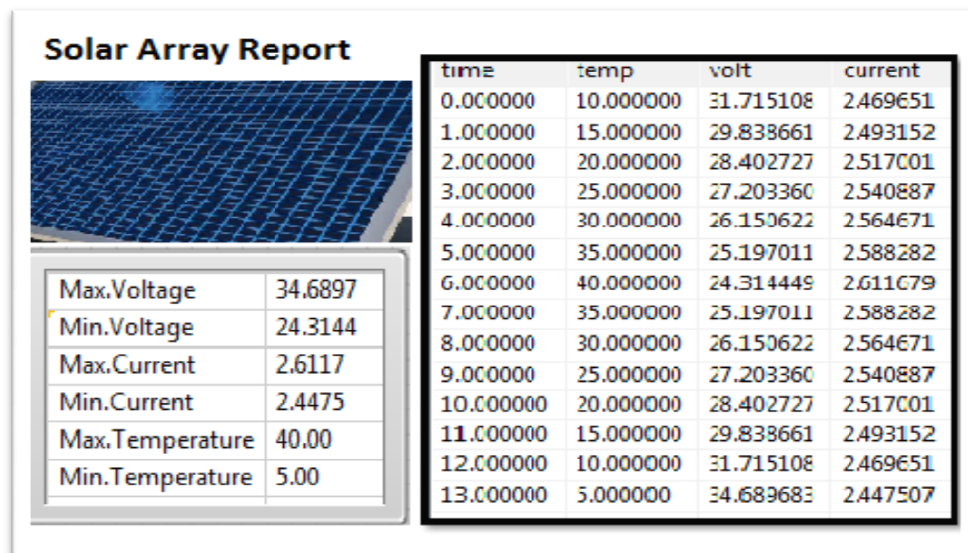 Solar Array Report
Max.Voltage 34.6897
Min.Voltage 24.3144
Max.Current 2.6117
Min.Current 2.4475
Max.Temperature 40.00
Min.Temperature 5.00
time temp volt current
0.000000 10.000000 31.715108 2.469651
1.000000 15.000000 29.838661 2.493152
2.000000 20.000000 28.402727 2.517001
3.000000 25.000000 27.203360 2.540887
4.000000 30.000000 26.150622 2.564671
5.000000 35.000000 25.197011 2.588282
6.000000 40.000000 24.314449 2.611679
7.000000 35.000000 25.197011 2.588282
8.000000 30.000000 26.150622 2.564671
9.000000 25.000000 27.203360 2.540887
10.000000 20.000000 28.402727 2.517001
11.000000 15.000000 29.838661 2.493152
12.000000 10.000000 31.715108 2.469651
13.000000 5.000000 34.689683 2.447507